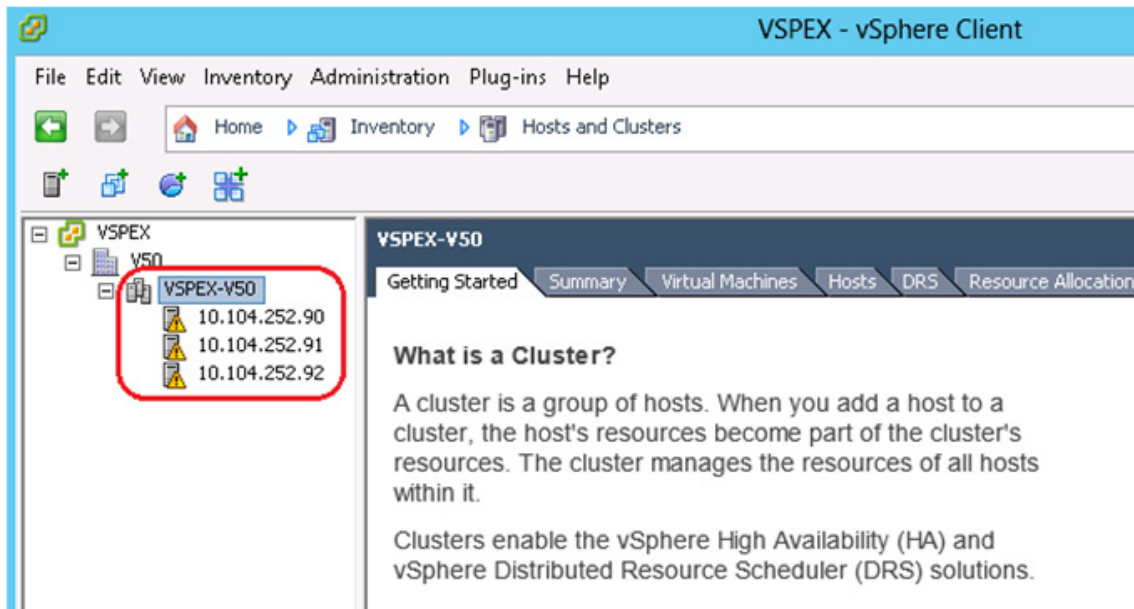 VSPEX - vSphere Client
File Edit View Inventory Administration Plug-ins Help
Home Inventory Hosts and Clusters
VSPEX
V50
VSPEX-V50
10.104.252.90
10.104.252.91
10.104.252.92
VSPEX-V50
Getting Started Summary Virtual Machines Hosts DRS Resource Allocation
What is a Cluster?
A cluster is a group of hosts. When you add a host to a
cluster, the host's resources become part of the cluster's
resources. The cluster manages the resources of all hosts
within it.
Clusters enable the vSphere High Availability (HA) and
vSphere Distributed Resource Scheduler (DRS) solutions.